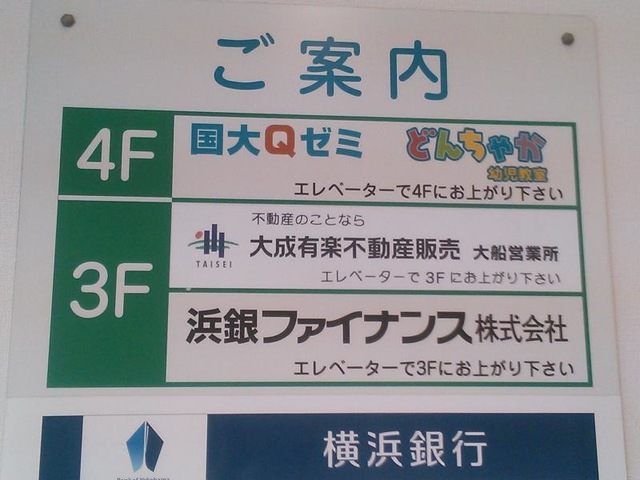 ご案内
4F
国大Qゼミ どんちゃか
幼児教室
エレベーターで4Fにお上がり下さい
3F
不動産のことなら
TAISEI 大成有楽不動産販売 大船営業所
エレベーターで3Fにお上がり下さい
浜銀ファイナンス株式会社
エレベーターで3Fにお上がり下さい
横浜銀行
Bank of Yokohama